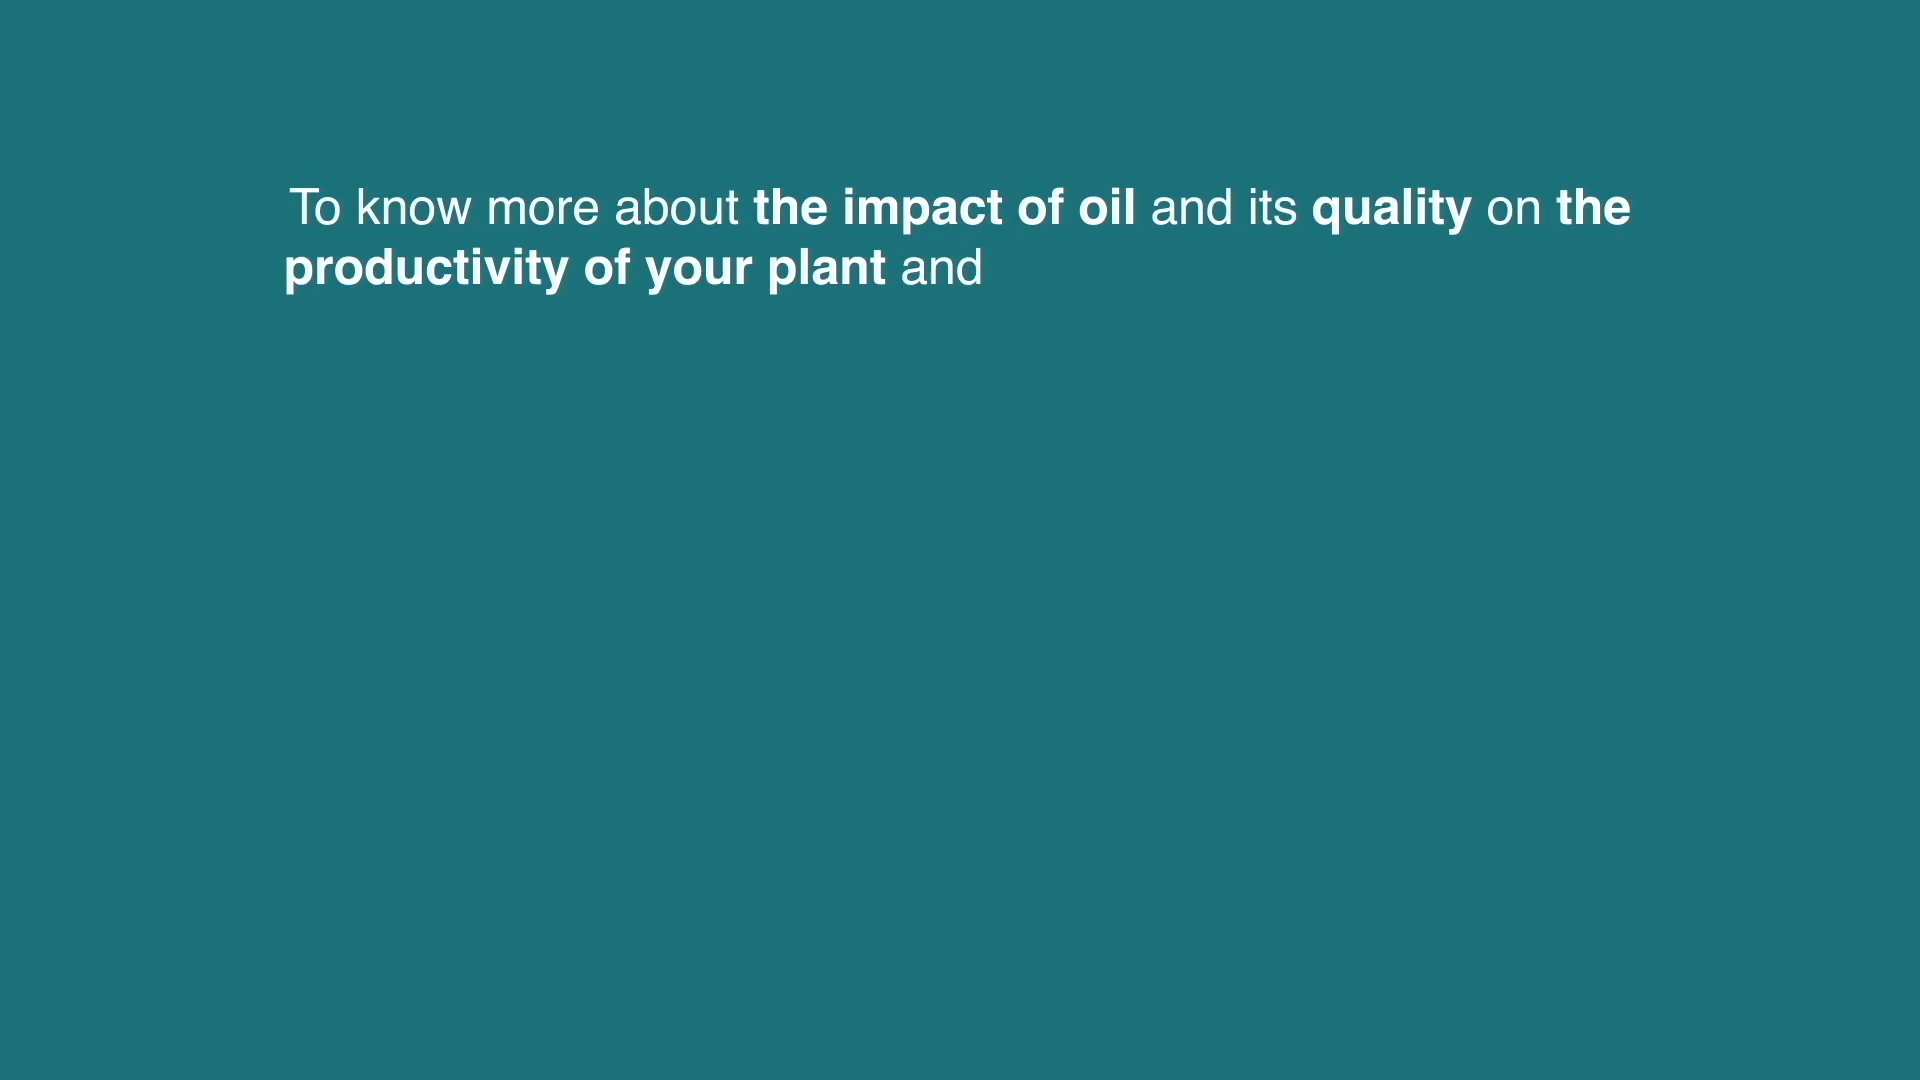 To know more about the impact of oil and its quality on the
productivity of your plant and